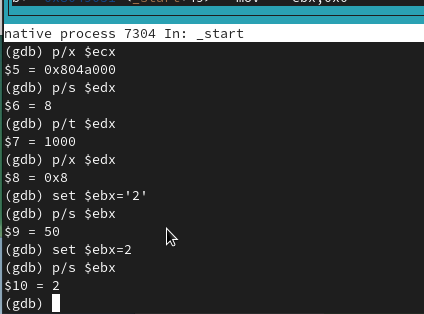 native process 7304 In: _start
(gdb) p/x $ecx
$5 = 0x804a000
(gdb) p/s $edx
$6 = 8
(gdb) p/t $edx
$7 = 1000
(gdb) p/x $edx
$8 = 0x8
(gdb) set $ebx='2'
(gdb) p/s $ebx
$9 = 50
(gdb) set $ebx=2
(gdb) p/s $ebx
$10 = 2
(gdb)